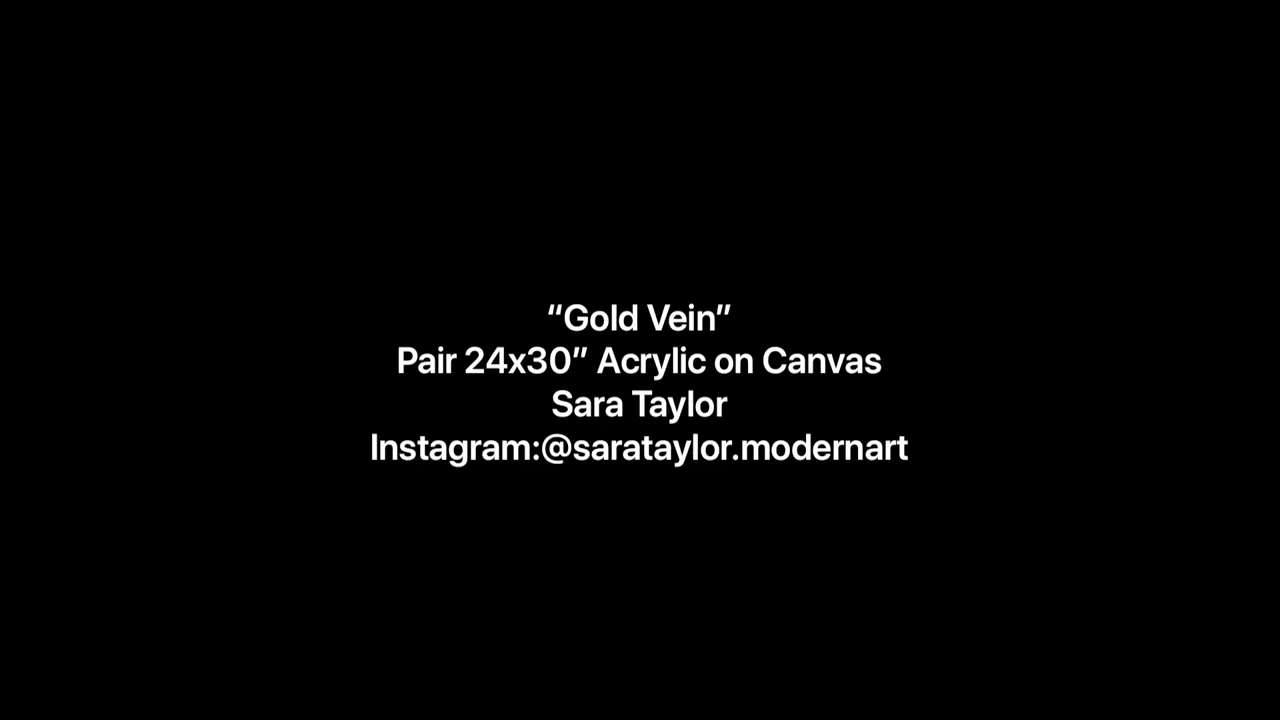 “Gold Vein”
Pair 24x30” Acrylic on Canvas
Sara Taylor
Instagram:@sarataylor.modernart